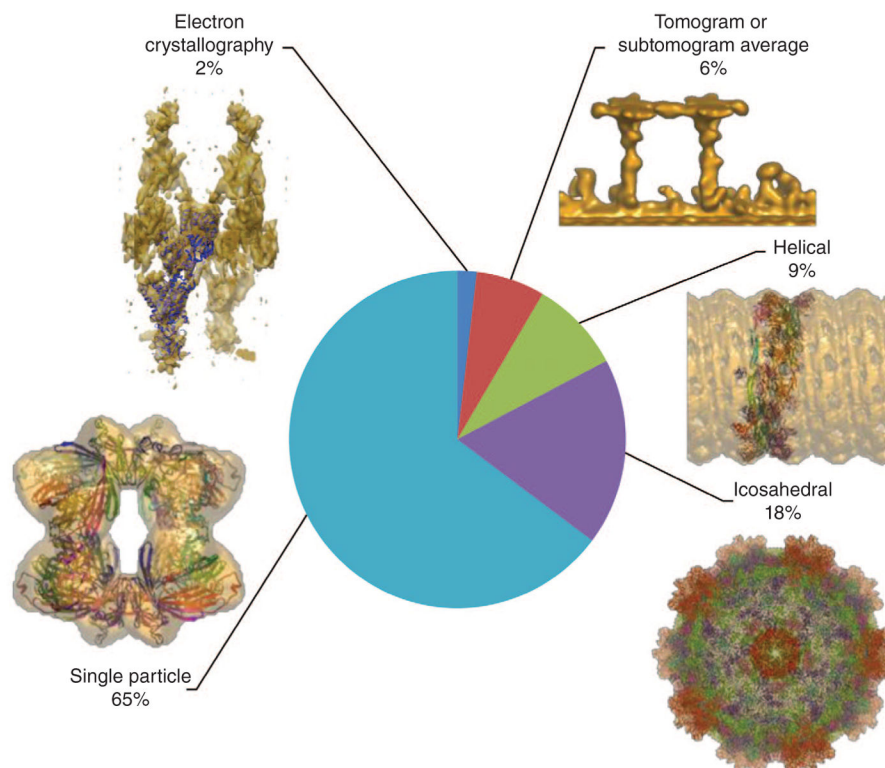 Electron
crystallography
2%
Tomogram or
subtomogram average
6%
Helical
9%
Icosahedral
18%
Single particle
65%